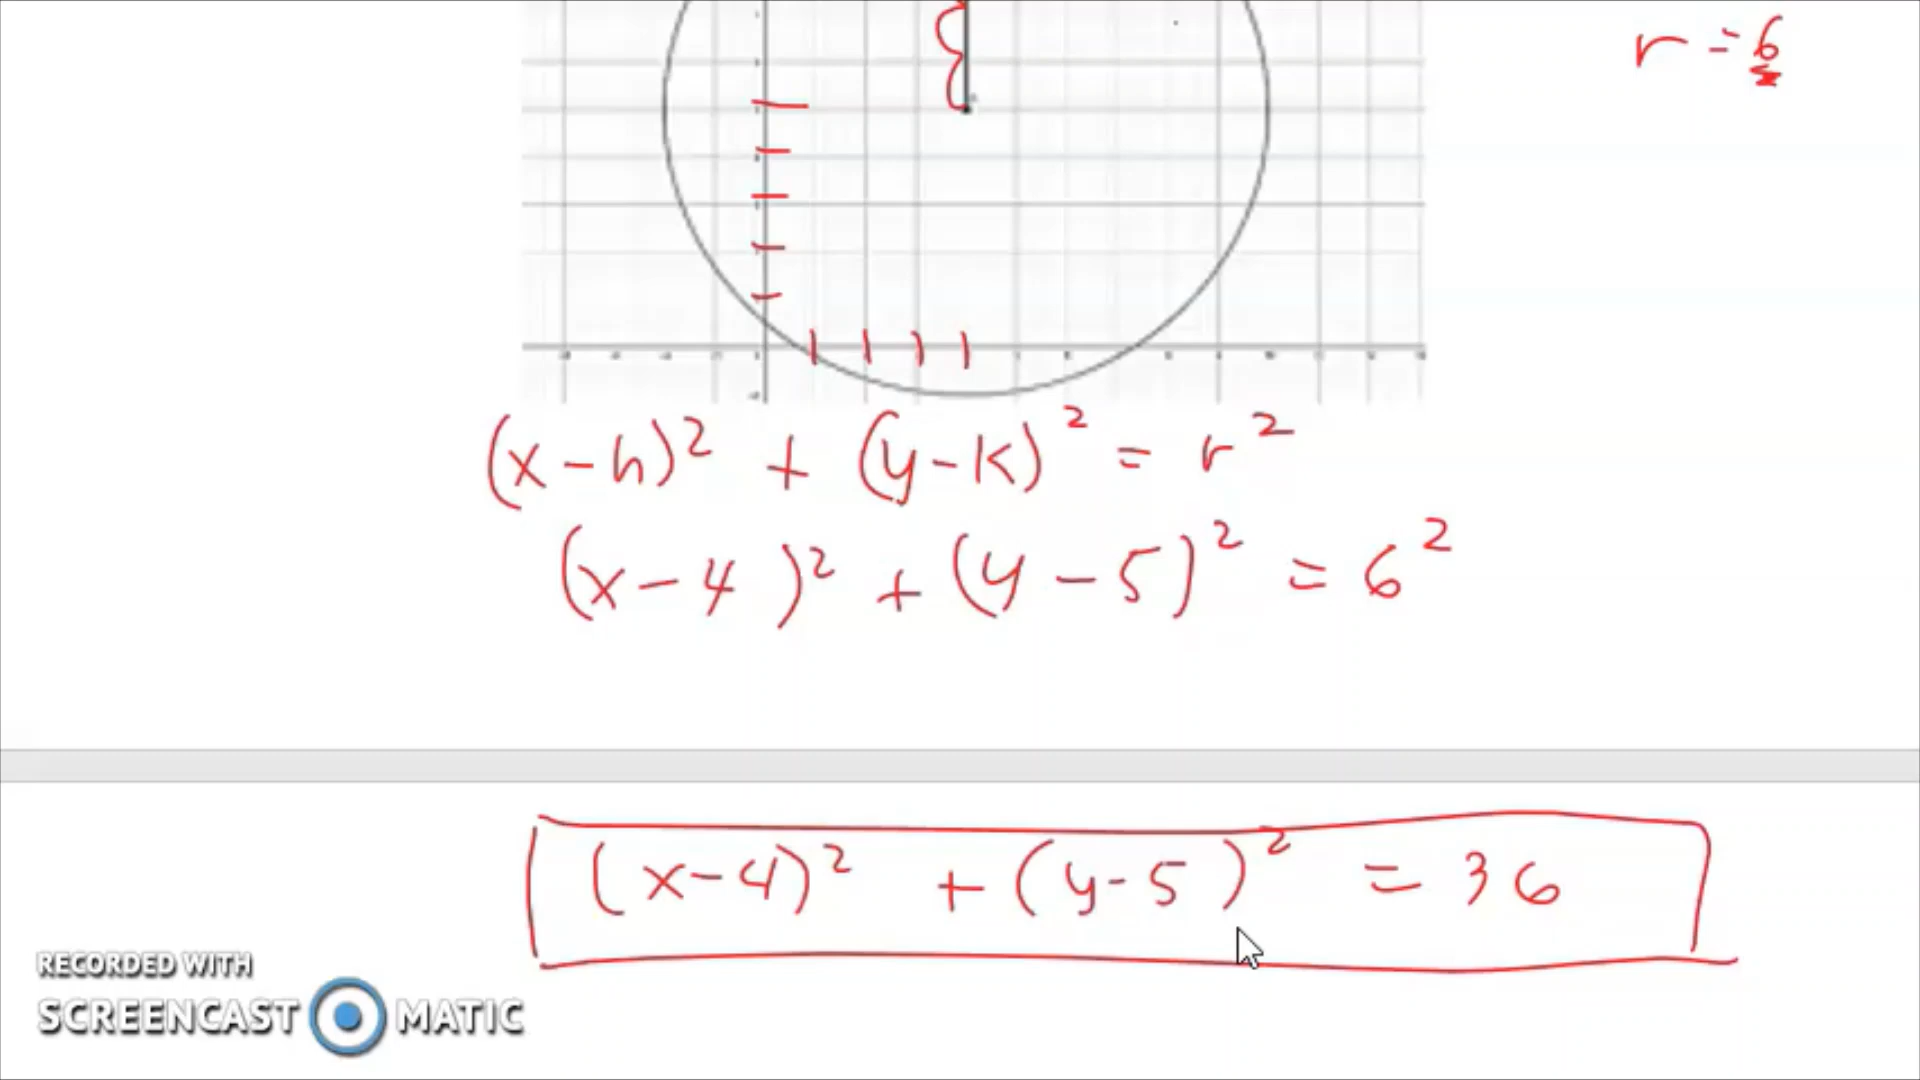 r = 6
(x-h)² + (y-k)² = r²
(x-4)² + (y-5)² = 6²
(x-4)² + (y-5)² = 36
RECORDED WITH
SCREENCAST MATIC